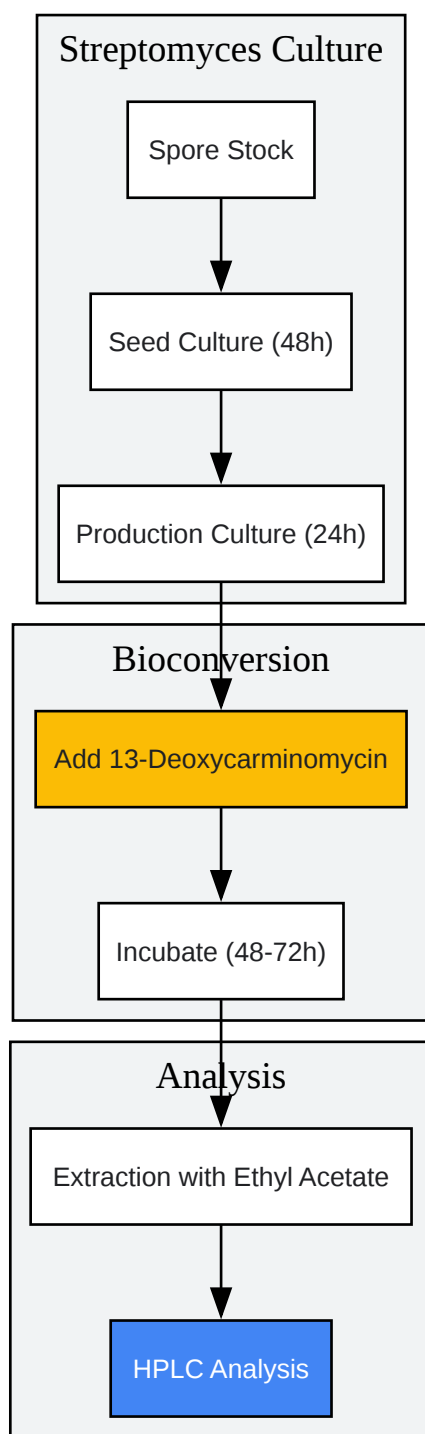 Streptomyces Culture
Spore Stock
Seed Culture (48h)
Production Culture (24h)
Bioconversion
Add 13-Deoxycarminomycin
Incubate (48-72h)
Analysis
Extraction with Ethyl Acetate
HPLC Analysis